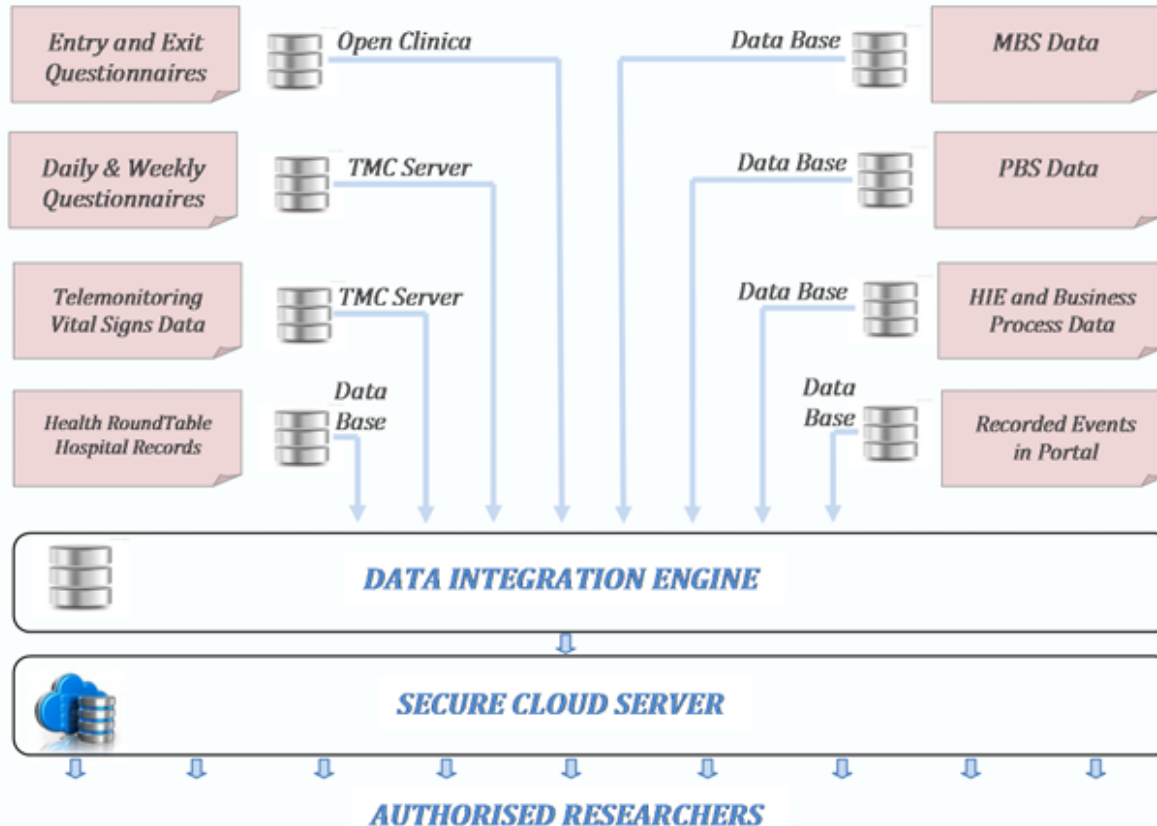 Entry and Exit
Questionnaires
Open Clinica
Data Base
MBS Data
Daily & Weekly
Questionnaires
TMC Server
Data Base
PBS Data
Telemonitoring
Vital Signs Data
TMC Server
Data Base
HIE and Business
Process Data
Health RoundTable
Hospital Records
Data
Base
Data
Base
Recorded Events
in Portal
DATA INTEGRATION ENGINE
SECURE CLOUD SERVER
AUTHORISED RESEARCHERS